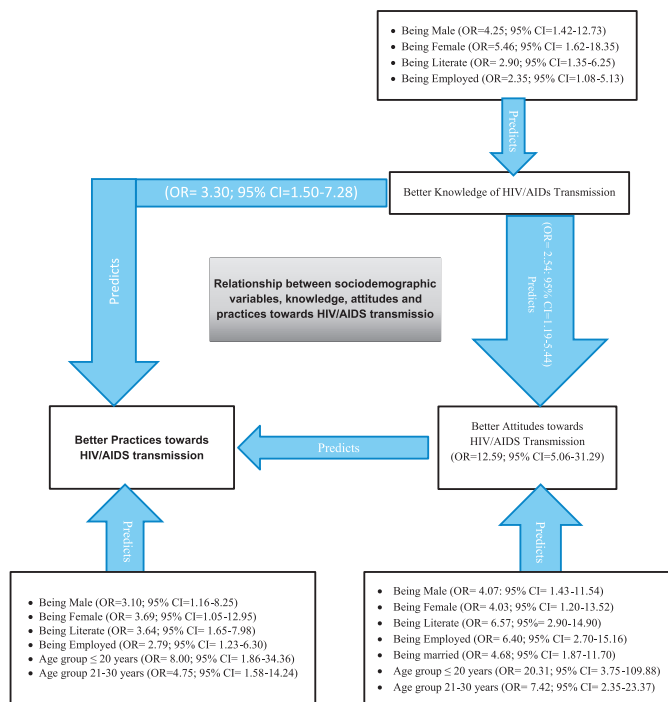 • Being Male (OR=4.25; 95% CI=1.42-12.73)
• Being Female (OR=5.46; 95% CI= 1.62-18.35)
• Being Literate (OR= 2.90; 95% CI=1.35-6.25)
• Being Employed (OR=2.35; 95% CI=1.08-5.13)
Predicts
Better Knowledge of HIV/AIDs Transmission
(OR= 3.30; 95% CI=1.50-7.28)
Predicts
(OR= 2.54: 95% CI=1.19-5.44)
Predicts
Relationship between sociodemographic
variables, knowledge, attitudes and
practices towards HIV/AIDS transmissio
Better Practices towards
HIV/AIDS transmission
Predicts
Better Attitudes towards
HIV/AIDS Transmission
(OR=12.59; 95% CI=5.06-31.29)
Predicts
• Being Male (OR=3.10; 95% CI=1.16-8.25)
• Being Female (OR= 3.69; 95% CI=1.05-12.95)
• Being Literate (OR= 3.64; 95% CI= 1.65-7.98)
• Being Employed (OR= 2.79; 95% CI= 1.23-6.30)
• Age group ≤ 20 years (OR= 8.00; 95% CI= 1.86-34.36)
• Age group 21-30 years (OR=4.75; 95% CI= 1.58-14.24)
Predicts
• Being Male (OR= 4.07: 95% CI= 1.43-11.54)
• Being Female (OR= 4.03; 95% CI= 1.20-13.52)
• Being Literate (OR= 6.57; 95%= 2.90-14.90)
• Being Employed (OR= 6.40; 95% CI= 2.70-15.16)
• Being married (OR= 4.68; 95% CI= 1.87-11.70)
• Age group ≤ 20 years (OR= 20.31; 95% CI= 3.75-109.88)
• Age group 21-30 years (OR= 7.42; 95% CI= 2.35-23.37)